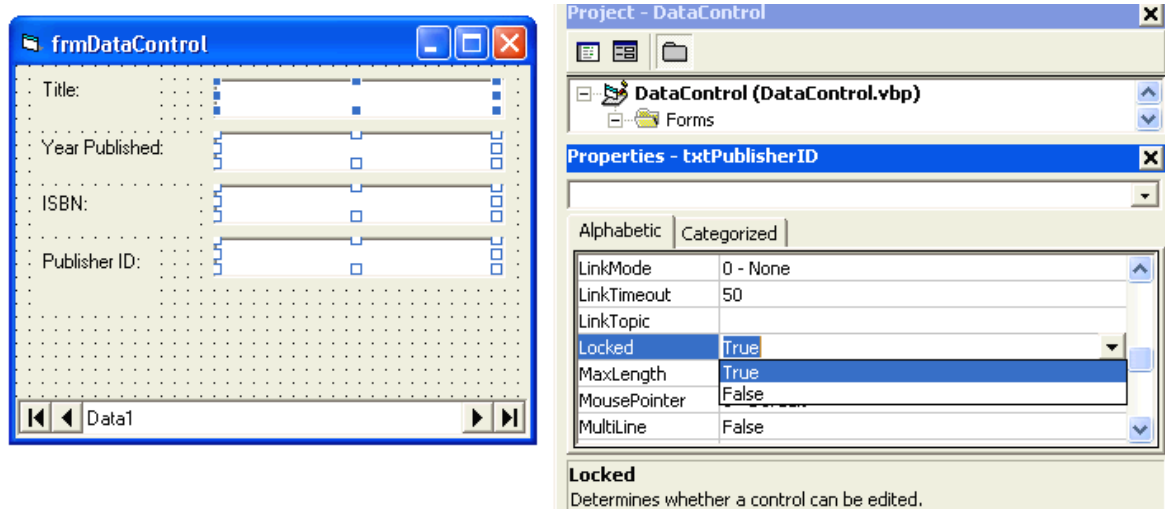 frmDataControl
Title:
Year Published:
ISBN:
Publisher ID:
Data1
Project - DataControl
DataControl (DataControl.vbp)
Forms
Properties - txtPublisherID
Alphabetic Categorized
LinkMode 0 - None
LinkTimeout 50
LinkTopic
Locked True
MaxLength True
False
MousePointer
MultiLine False
Locked
Determines whether a control can be edited.